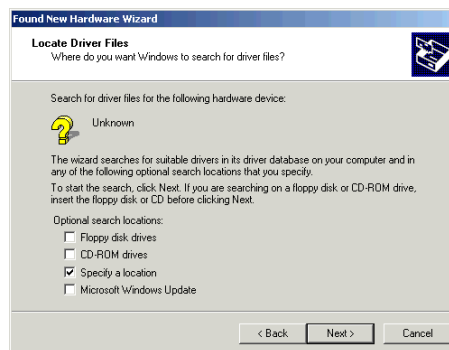 Found New Hardware Wizard
Locate Driver Files
Where do you want Windows to search for driver files?
Search for driver files for the following hardware device:
Unknown
The wizard searches for suitable drivers in its driver database on your computer and in
any of the following optional search locations that you specify.
To start the search, click Next. If you are searching on a floppy disk or CD-ROM drive,
insert the floppy disk or CD before clicking Next.
Optional search locations:
Floppy disk drives
CD-ROM drives
Specify a location
Microsoft Windows Update
< Back Next > Cancel